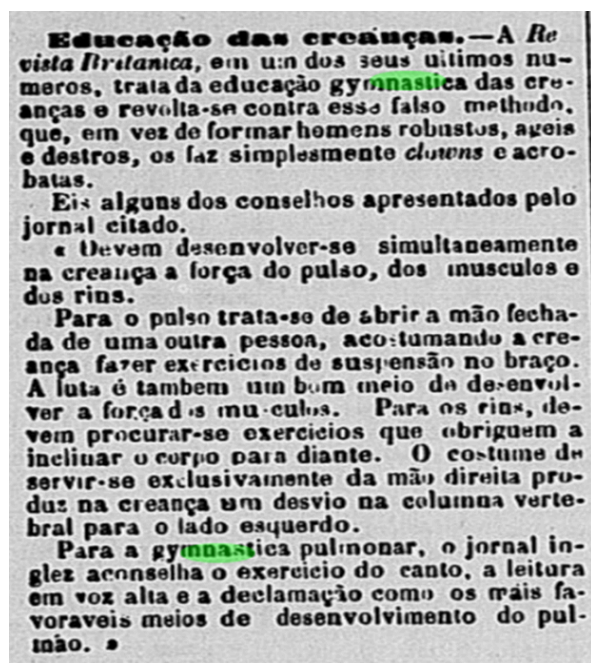 Educação das creanças.—A Re
vista Britanica, em um dos seus ultimos nu-
meros, trata da educação gymnastica das cre-
anças e revolta-se contra esse falso methodo,
que, em vez de formar homens robustos, ageis
e destros, os faz simplesmente clowns e acro-
batas.
Eis alguns dos conselhos apresentados pelo
jornal citado.
« Devem desenvolver-se simultaneamente
na creança a força do pulso, dos musculos e
dos rins.
Para o pulso trata-se de abrir a mão fecha-
da de uma outra pessoa, acostumando a cre-
ança fazer exercicios de suspensão no braço.
A luta é tambem um bom meio de desenvol-
ver a força dos musculos. Para os rins, de-
vem procurar-se exercicios que obriguem a
inclinar o corpo para diante. O costume de
servir-se exclusivamente da mão direita pro-
duz na creança um desvio na columna verte-
bral para o lado esquerdo.
Para a gymnastica pulmonar, o jornal in-
glez aconselha o exercicio do canto, a leitura
em voz alta e a declamação como os mais fa-
voraveis meios de desenvolvimento do pul-
mão. »